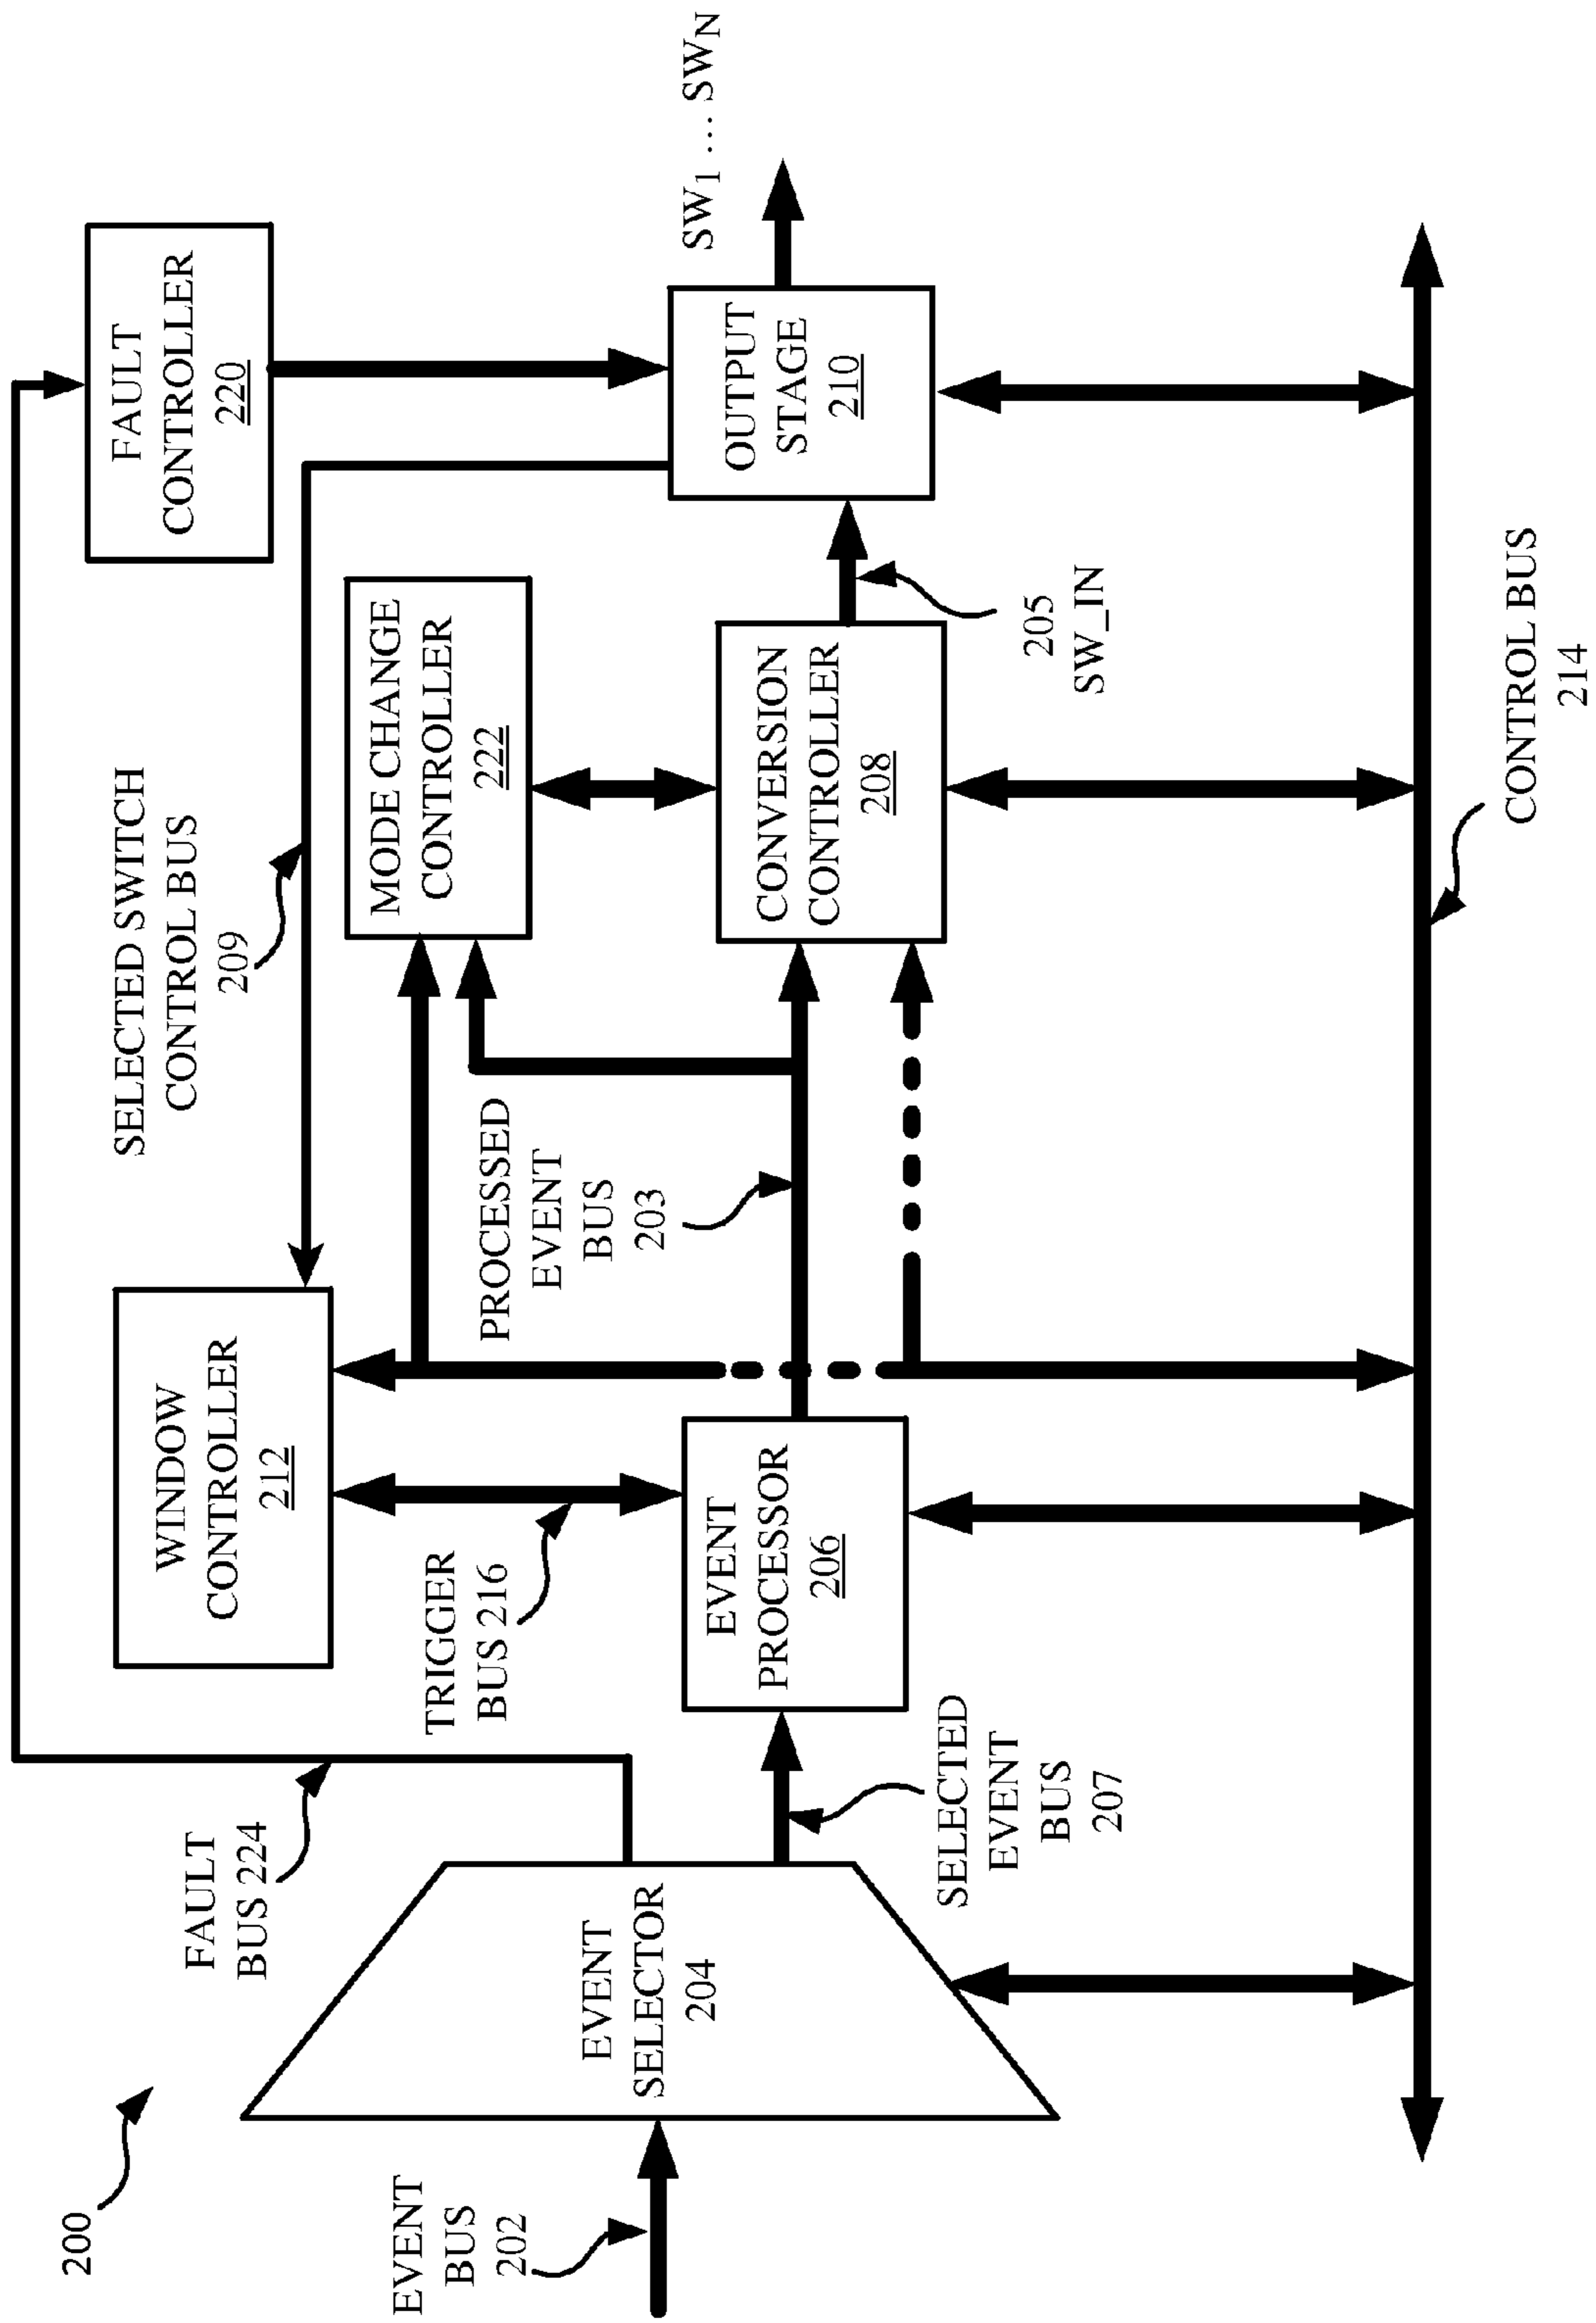 200
EVENT
BUS
202
EVENT
SELECTOR
204
FAULT
BUS 224
SELECTED
EVENT
BUS
207
TRIGGER
BUS 216
EVENT
PROCESSOR
206
WINDOW
CONTROLLER
212
PROCESSED
EVENT
BUS
203
SELECTED SWITCH
CONTROL BUS
209
MODE CHANGE
CONTROLLER
222
CONVERSION
CONTROLLER
208
205
SW_IN
FAULT
CONTROLLER
220
OUTPUT
STAGE
210
SW₁ ... SW_N
CONTROL BUS
214